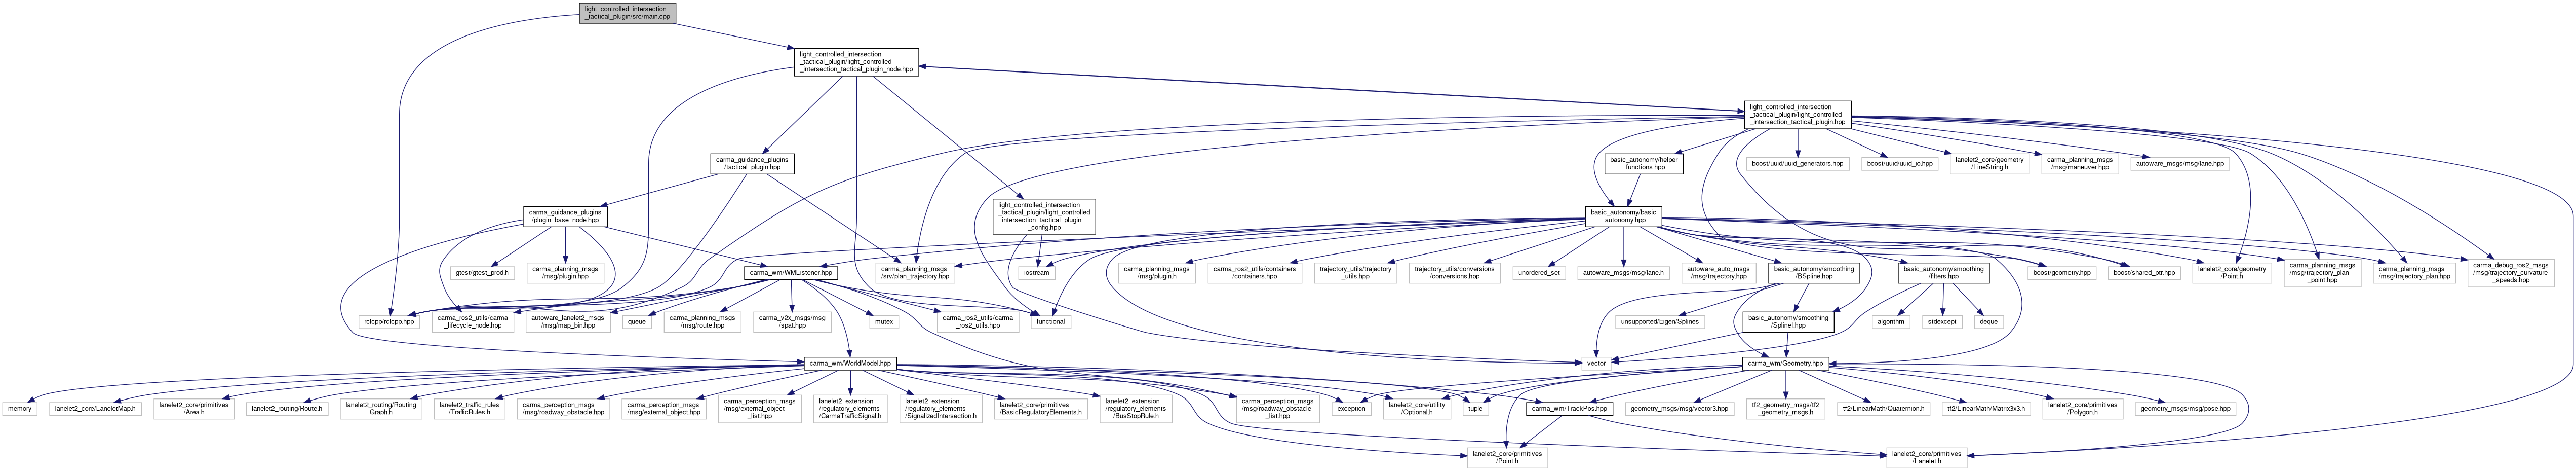 light_controlled_intersection
_tactical_plugin/src/main.cpp
light_controlled_intersection
_tactical_plugin/light_controlled
_intersection_tactical_plugin_node.hpp
light_controlled_intersection
_tactical_plugin/light_controlled
_intersection_tactical_plugin.hpp
carma_guidance_plugins
/tactical_plugin.hpp
basic_autonomy/helper
_functions.hpp
boost/uuid/uuid_generators.hpp
boost/uuid/uuid_io.hpp
lanelet2_core/geometry
/LineString.h
carma_planning_msgs
/msg/maneuver.hpp
autoware_msgs/msg/lane.hpp
carma_guidance_plugins
/plugin_base_node.hpp
light_controlled_intersection
_tactical_plugin/light_controlled
_intersection_tactical_plugin
_config.hpp
basic_autonomy/basic
_autonomy.hpp
gtest/gtest_prod.h
carma_planning_msgs
/msg/plugin.hpp
carma_wm/WMListener.hpp
carma_planning_msgs
/srv/plan_trajectory.hpp
iostream
carma_planning_msgs
/msg/plugin.h
carma_ros2_utils/containers
/containers.hpp
trajectory_utils/trajectory
_utils.hpp
trajectory_utils/conversions
/conversions.hpp
unordered_set
autoware_msgs/msg/lane.h
autoware_auto_msgs
/msg/trajectory.hpp
basic_autonomy/smoothing
/BSpline.hpp
basic_autonomy/smoothing
/filters.hpp
boost/geometry.hpp
boost/shared_ptr.hpp
lanelet2_core/geometry
/Point.h
carma_planning_msgs
/msg/trajectory_plan
_point.hpp
carma_planning_msgs
/msg/trajectory_plan.hpp
carma_debug_ros2_msgs
/msg/trajectory_curvature
_speeds.hpp
rclcpp/rclcpp.hpp
carma_ros2_utils/carma
_lifecycle_node.hpp
autoware_lanelet2_msgs
/msg/map_bin.hpp
queue
carma_planning_msgs
/msg/route.hpp
carma_v2x_msgs/msg
/spat.hpp
mutex
carma_ros2_utils/carma
_ros2_utils.hpp
functional
unsupported/Eigen/Splines
basic_autonomy/smoothing
/SplineI.hpp
algorithm
stdexcept
deque
carma_wm/WorldModel.hpp
vector
carma_wm/Geometry.hpp
memory
lanelet2_core/LaneletMap.h
lanelet2_core/primitives
/Area.h
lanelet2_routing/Route.h
lanelet2_routing/Routing
Graph.h
lanelet2_traffic_rules
/TrafficRules.h
carma_perception_msgs
/msg/roadway_obstacle.hpp
carma_perception_msgs
/msg/external_object.hpp
carma_perception_msgs
/msg/external_object
_list.hpp
lanelet2_extension
/regulatory_elements
/CarmaTrafficSignal.h
lanelet2_extension
/regulatory_elements
/SignalizedIntersection.h
lanelet2_core/primitives
/BasicRegulatoryElements.h
lanelet2_extension
/regulatory_elements
/BusStopRule.h
carma_perception_msgs
/msg/roadway_obstacle
_list.hpp
exception
lanelet2_core/utility
/Optional.h
tuple
carma_wm/TrackPos.hpp
geometry_msgs/msg/vector3.hpp
tf2_geometry_msgs/tf2
_geometry_msgs.h
tf2/LinearMath/Quaternion.h
tf2/LinearMath/Matrix3x3.h
lanelet2_core/primitives
/Polygon.h
geometry_msgs/msg/pose.hpp
lanelet2_core/primitives
/Point.h
lanelet2_core/primitives
/Lanelet.h